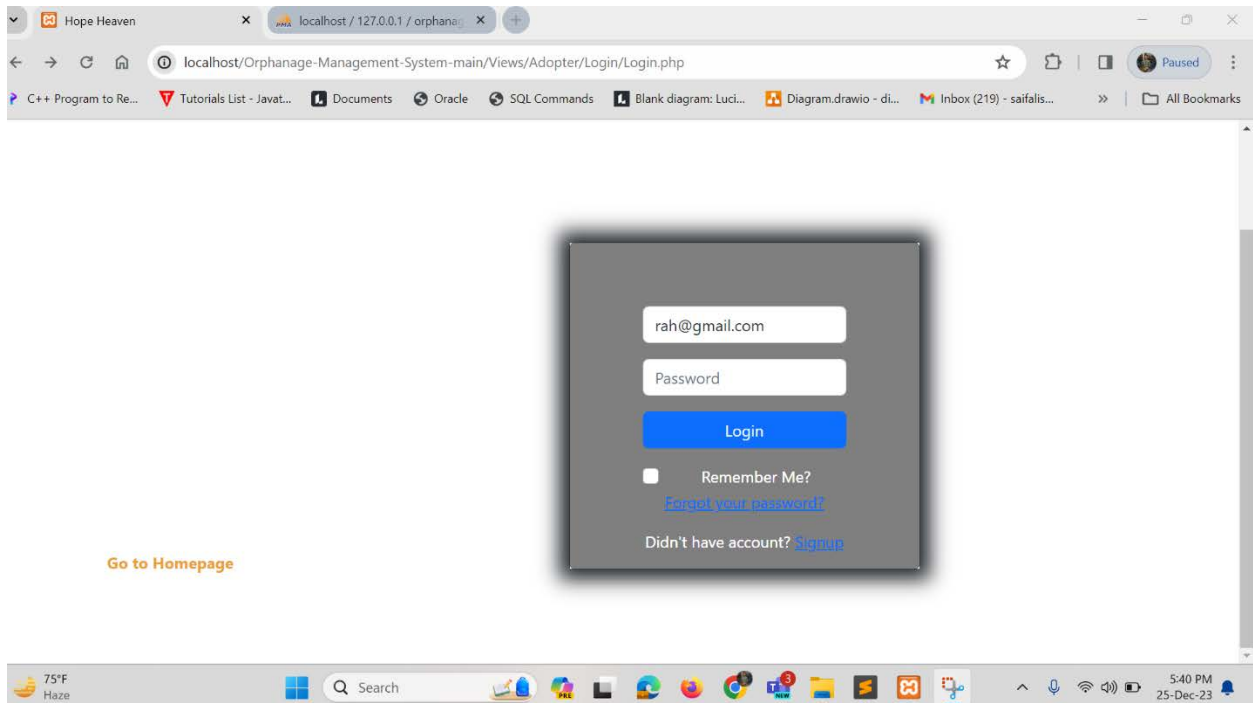 Hope Heaven
localhost / 127.0.0.1 / orphanag
localhost/Orphanage-Management-System-main/Views/Adopter/Login/Login.php
Paused
C++ Program to Re...
Tutorials List - Javat...
Documents
Oracle
SQL Commands
Blank diagram: Luci...
Diagram.drawio - di...
Inbox (219) - saifalis...
All Bookmarks
rah@gmail.com
Password
Login
Remember Me?
Forgot your password?
Didn't have account? Signup
Go to Homepage
75°F
Haze
Search
PRE
3
NEW
5:40 PM
25-Dec-23